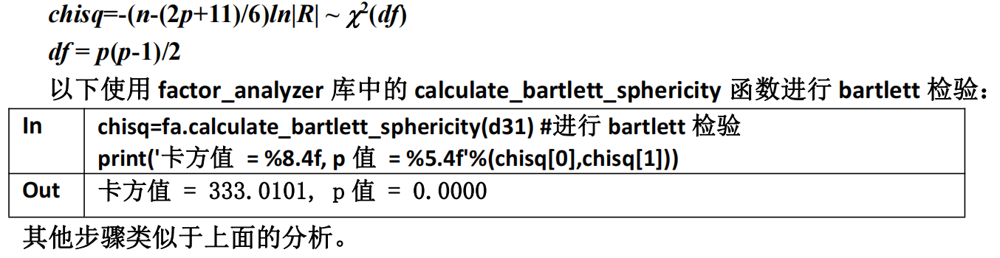 chisq=-(n-(2p+11)/6)ln|R| ~ χ²(df)
df = p(p-1)/2
以下使用 factor_analyzer 库中的 calculate_bartlett_sphericity 函数进行 bartlett 检验：
In
chisq=fa.calculate_bartlett_sphericity(d31) #进行 bartlett 检验
print('卡方值 = %8.4f, p 值 = %5.4f'%(chisq[0],chisq[1]))
Out
卡方值 = 333.0101, p 值 = 0.0000
其他步骤类似于上面的分析。